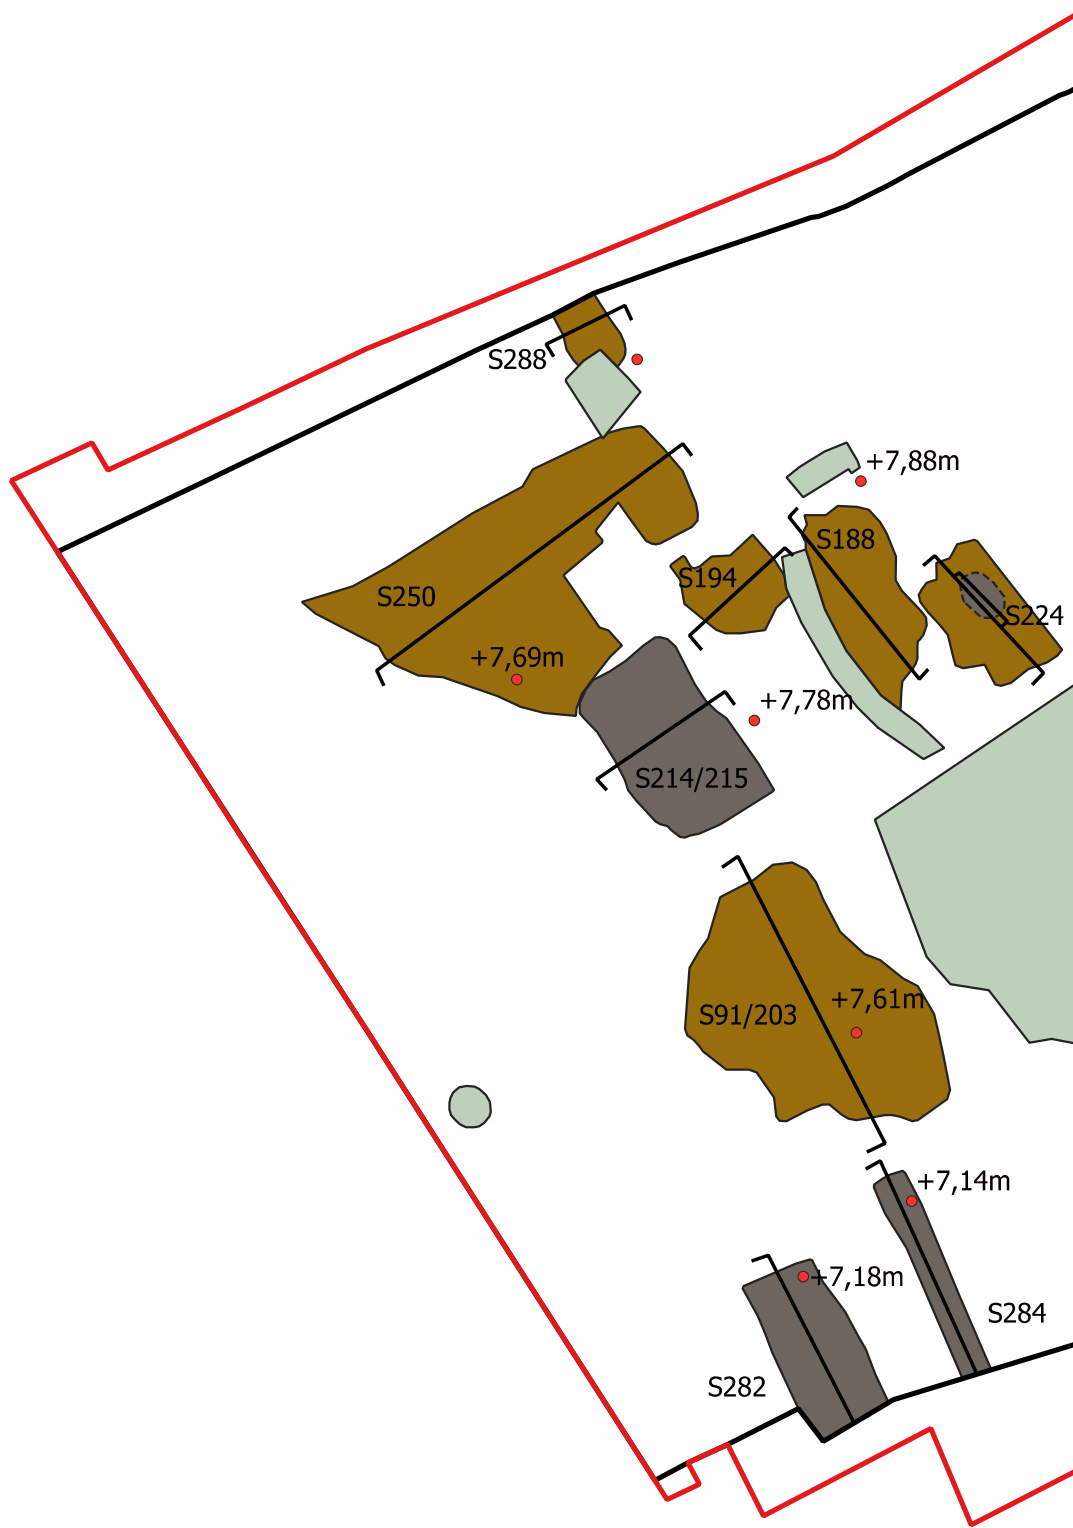 S288
+7,88m
S188
S194
S250
S224
+7,69m
+7,78m
S214/215
+7,61m
S91/203
+7,14m
+7,18m
S284
S282